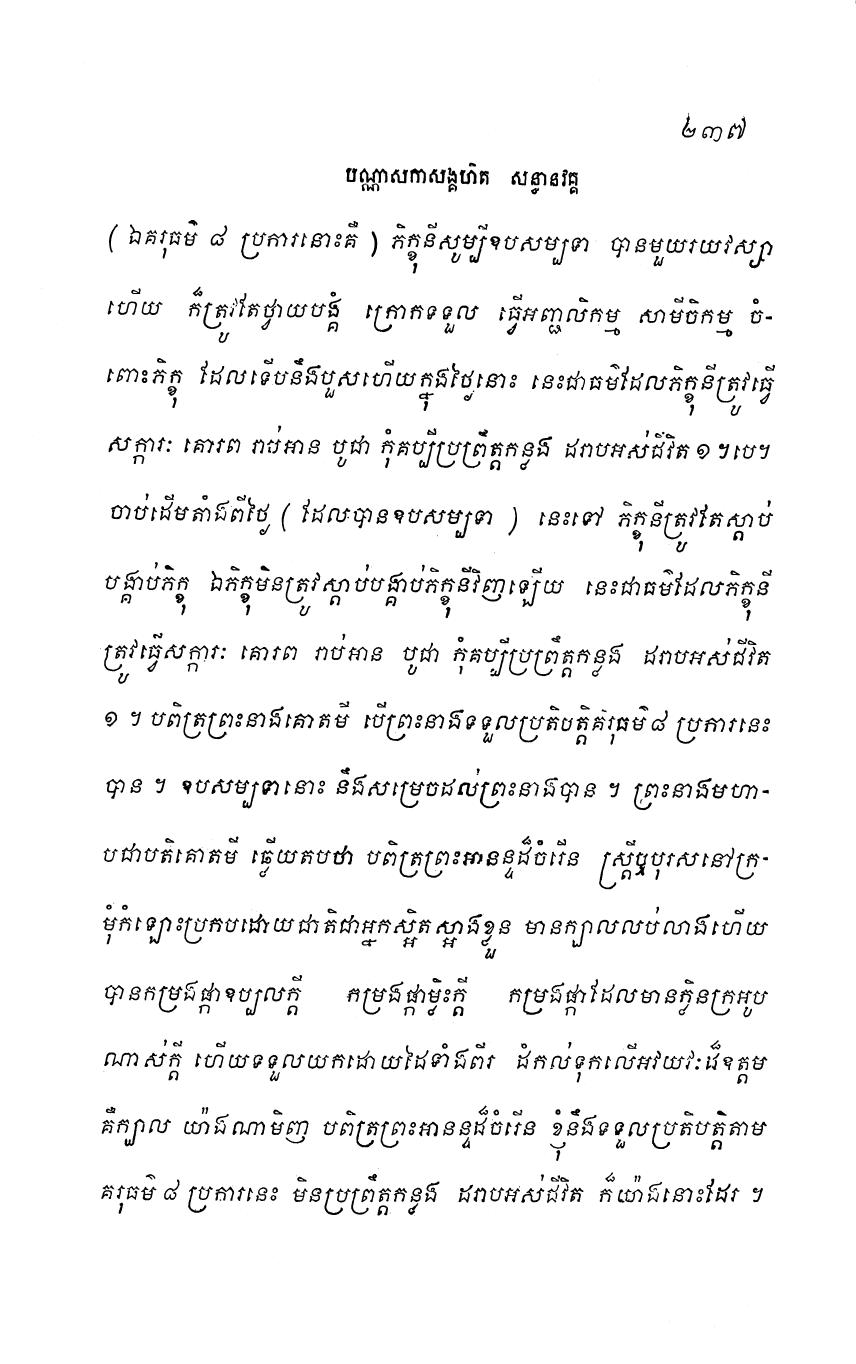 ២៣៧
បណ្ណាសកាសង្គហិត សន្ធានវគ្គ
( ឯគរុធម៌ ៨ ប្រការនោះគឺ ) ភិក្ខុនីសូម្បីឧបសម្បទា បានមួយរយវស្សា
ហើយ ក៏ត្រូវតែថ្វាយបង្គំ ក្រោកទទួល ធ្វើអញ្ជលិកម្ម សាមីចិកម្ម ចំ-
ពោះភិក្ខុ ដែលទើបនឹងបួសហើយក្នុងថ្ងៃនោះ នេះជាធម៌ដែលភិក្ខុនីត្រូវធ្វើ
សក្ការៈ គោរព រាប់អាន បូជា កុំគប្បីប្រព្រឹត្តកន្លង ដរាបអស់ជីវិត ១ ។បេ។
ចាប់ដើមតាំងពីថ្ងៃ ( ដែលបានឧបសម្បទា ) នេះទៅ ភិក្ខុនីត្រូវតែស្តាប់
បង្គាប់ភិក្ខុ ឯភិក្ខុមិនត្រូវស្តាប់បង្គាប់ភិក្ខុនីវិញឡើយ នេះជាធម៌ដែលភិក្ខុនី
ត្រូវធ្វើសក្ការៈ គោរព រាប់អាន បូជា កុំគប្បីប្រព្រឹត្តកន្លង ដរាបអស់ជីវិត
១ ។ បពិត្រព្រះនាងគោតមី បើព្រះនាងទទួលប្រតិបត្តិគរុធម៌ ៨ ប្រការនេះ
បាន ។ ឧបសម្បទានោះ នឹងសម្រេចដល់ព្រះនាងបាន ។ ព្រះនាងមហា-
បជាបតិគោតមី ឆ្លើយតបថា បពិត្រព្រះអានន្ទដ៏ចំរើន ស្ត្រីឬបុរសនៅក្រ-
មុំកំឡោះប្រកបដោយជាតិជាអ្នកស្អិតស្អាងខ្លួន មានក្បាលលប់លាងហើយ
បានកម្រងផ្កាឧប្បលក្តី កម្រងផ្កាម្លិះក្តី កម្រងផ្កាដែលមានក្លិនក្រអូប
ណាស់ក្តី ហើយទទួលយកដោយដៃទាំងពីរ ដំកល់ទុកលើអវយវៈដ៏ឧត្តម
គឺក្បាល យ៉ាងណាមិញ បពិត្រព្រះអានន្ទដ៏ចំរើន ខ្ញុំនឹងទទួលប្រតិបត្តិតាម
គរុធម៌ ៨ ប្រការនេះ មិនប្រព្រឹត្តកន្លង ដរាបអស់ជីវិត ក៏យ៉ាងនោះដែរ ។